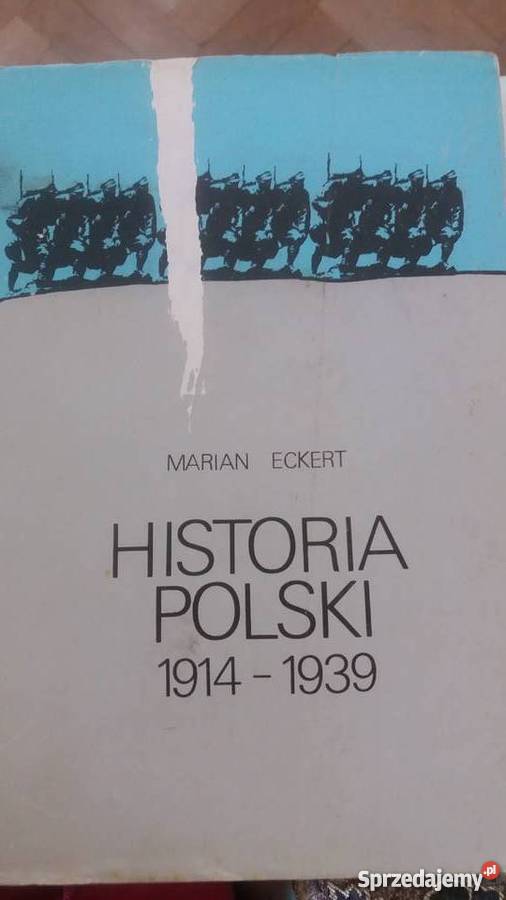 MARIAN ECKERT
HISTORIA
POLSKI
1914 - 1939
Sprzedajemy.pl